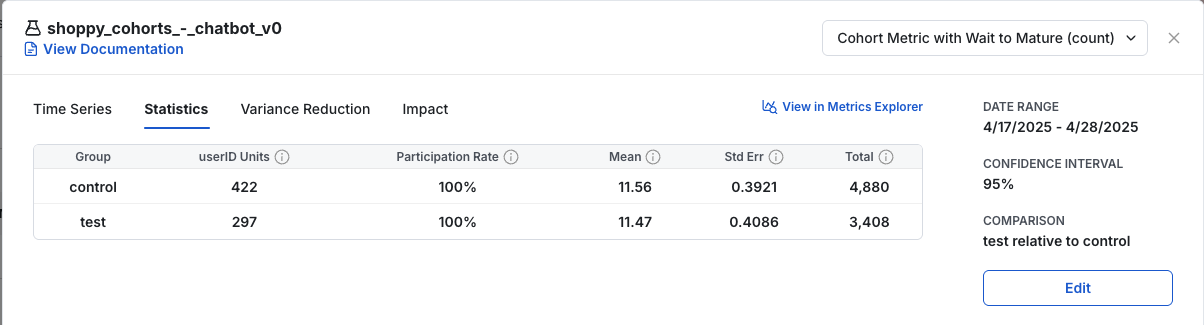 shoppy_cohorts_-_chatbot_v0
View Documentation
Cohort Metric with Wait to Mature (count)
Time Series Statistics Variance Reduction Impact
View in Metrics Explorer
Group userID Units Participation Rate Mean Std Err Total
control 422 100% 11.56 0.3921 4,880
test 297 100% 11.47 0.4086 3,408
DATE RANGE
4/17/2025 - 4/28/2025
CONFIDENCE INTERVAL
95%
COMPARISON
test relative to control
Edit